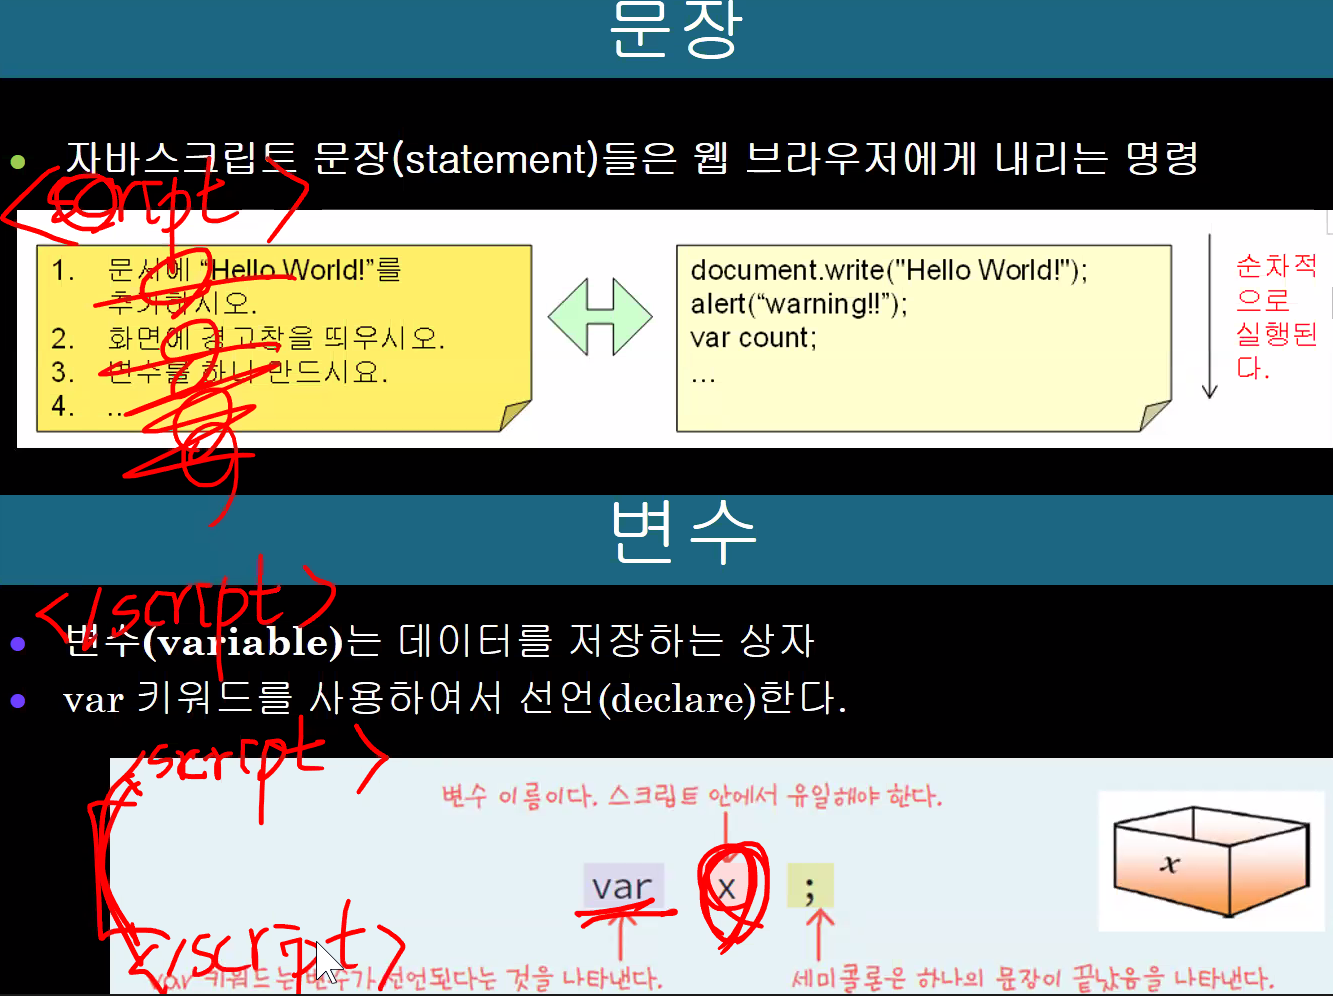 문장
자바스크립트 문장(statement)들은 웹 브라우저에게 내리는 명령
<script>
1. 문서에 “Hello World!”를
추가하시오.
2. 화면에 경고창을 띄우시오.
3. 변수를 하나 만드시요.
4. ...
document.write("Hello World!");
alert(“warning!!”);
var count;
...
순차적
으로
실행된
다.
변수
</script>
변수(variable)는 데이터를 저장하는 상자
var 키워드를 사용하여서 선언(declare)한다.
<script>
변수 이름이다. 스크립트 안에서 유일해야 한다.
var x ;
x
</script>
var 키워드는 변수가 선언된다는 것을 나타낸다.
세미콜론은 하나의 문장이 끝났음을 나타낸다.